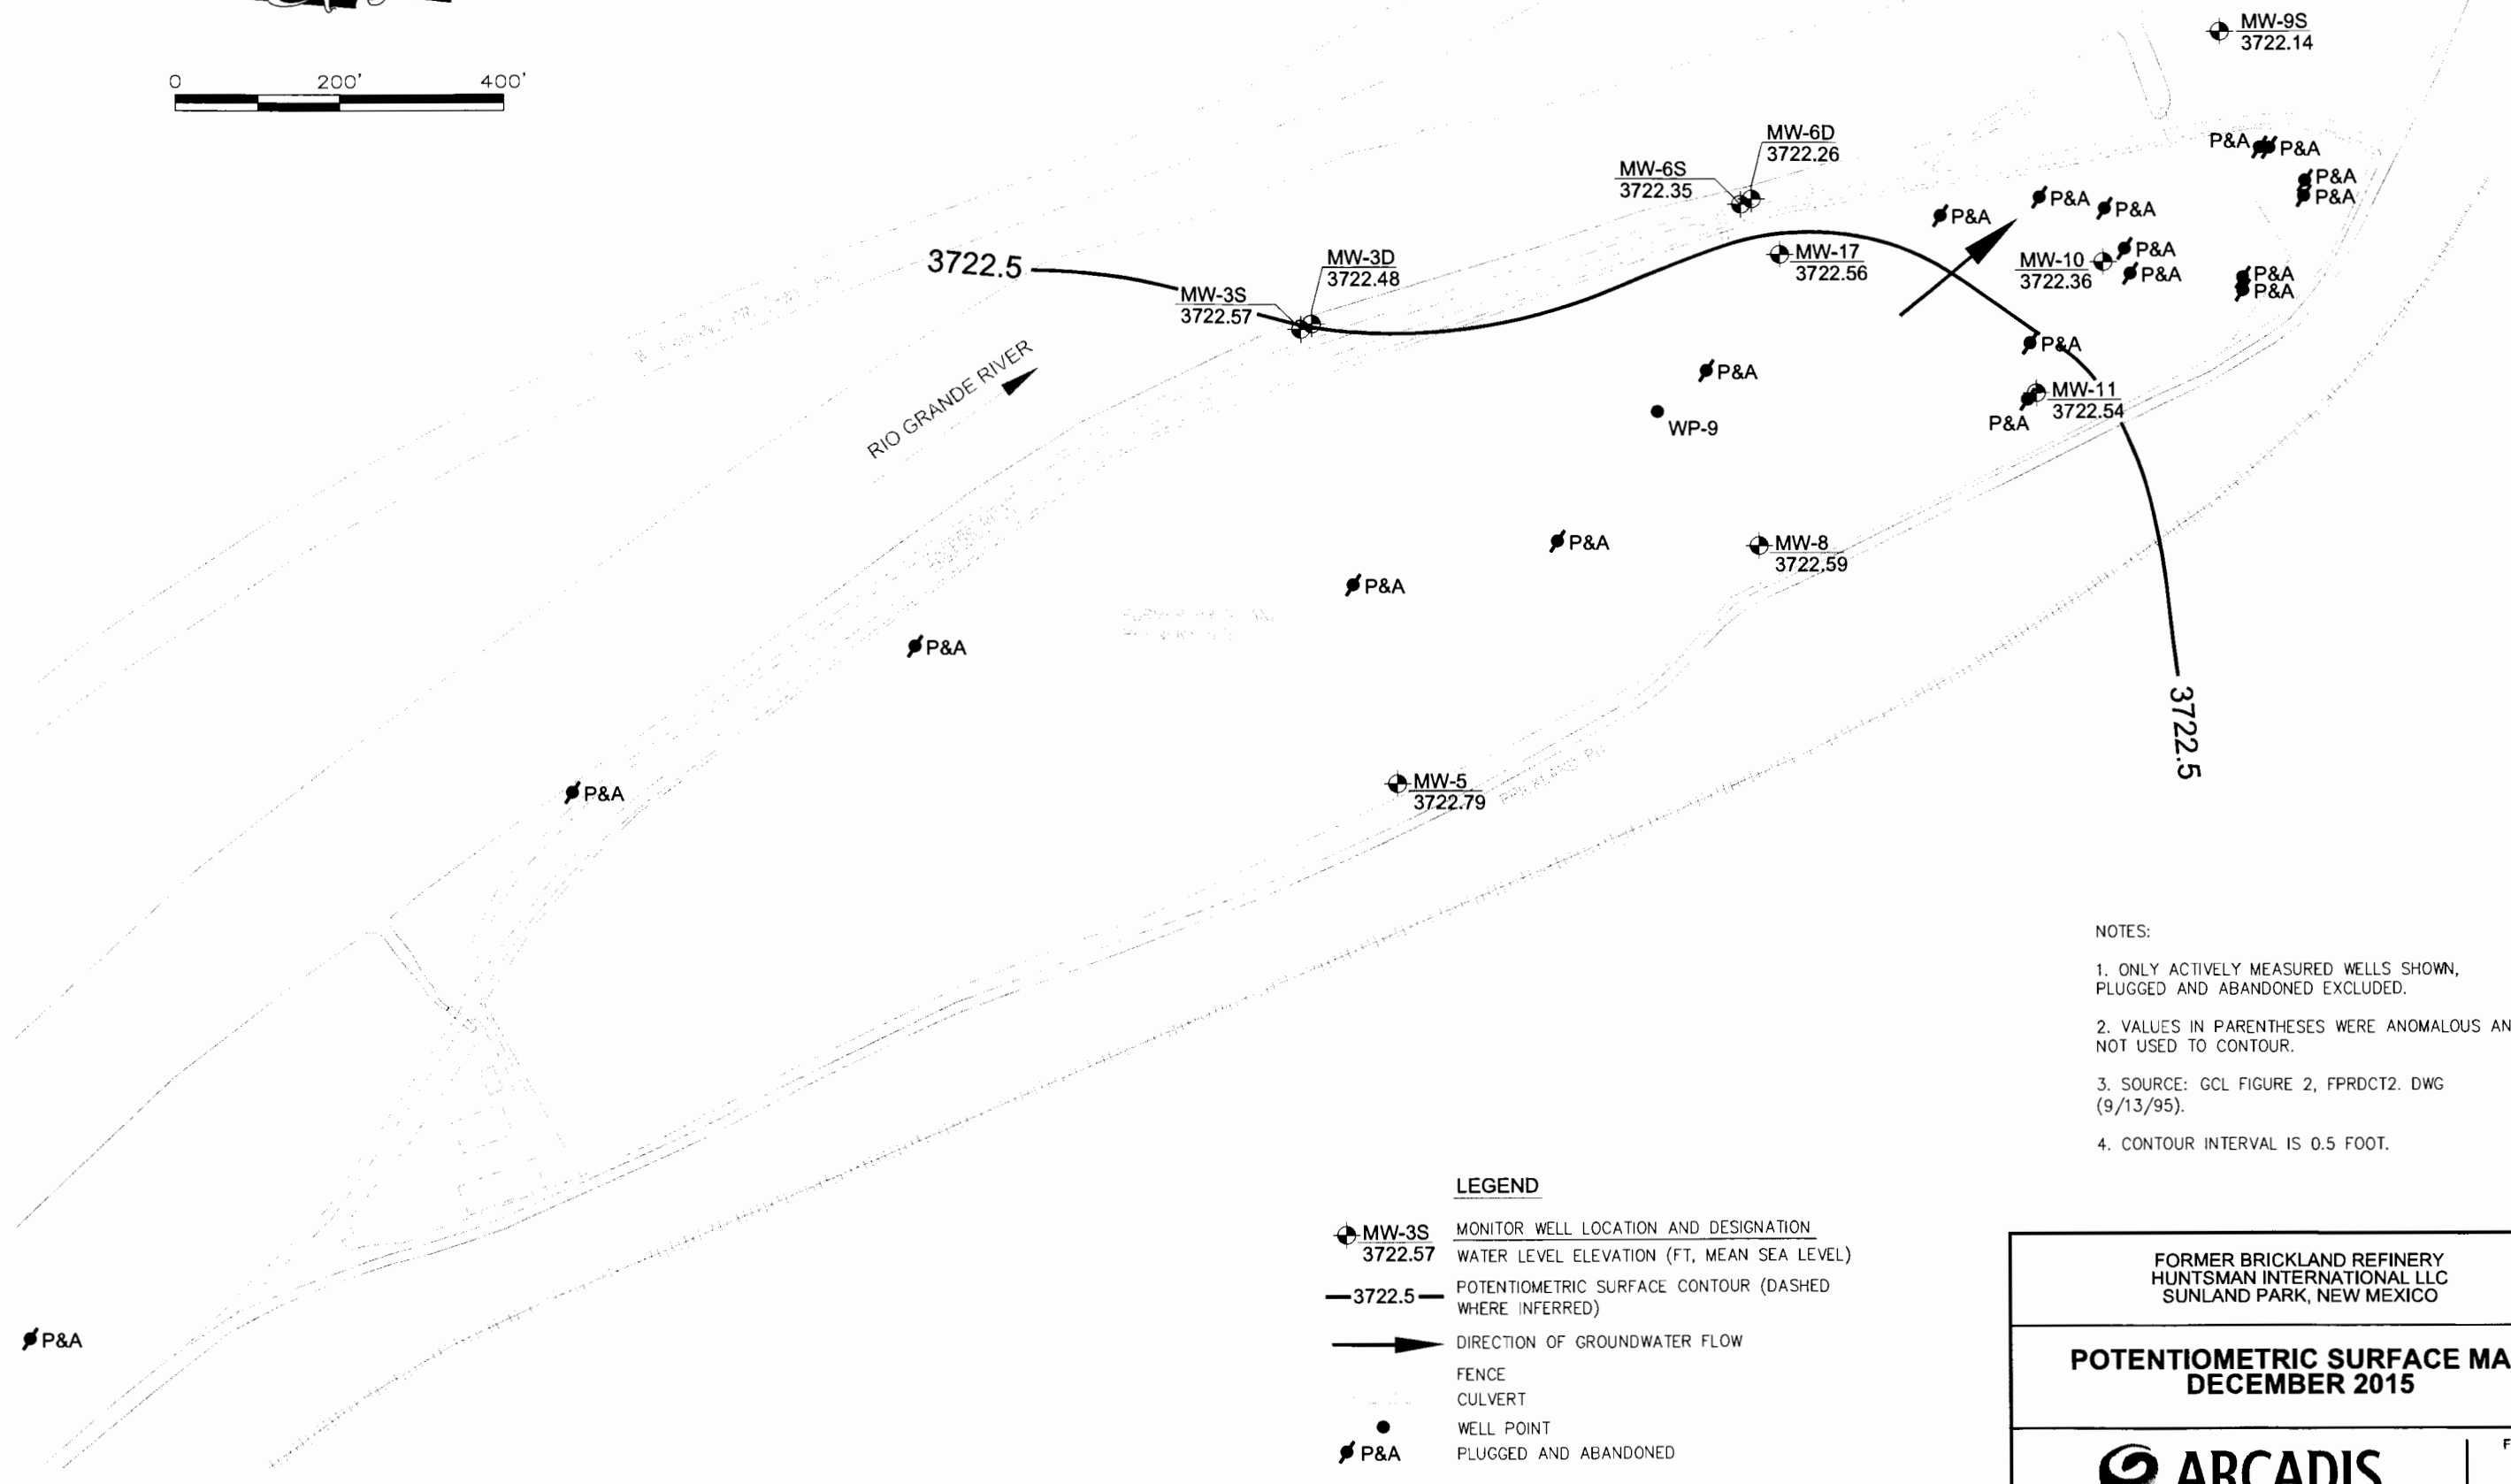 0 200' 400'
MW-9S
3722.14
MW-6D
3722.26
MW-6S
3722.35
P&A P&A
P&A
P&A
P&A
P&A
P&A
3722.5
MW-3D
3722.48
MW-17
3722.56
MW-10
3722.36
P&A
P&A
P&A
P&A
MW-3S
3722.57
P&A
RIO GRANDE RIVER
P&A
MW-11
3722.54
P&A
WP-9
P&A
MW-8
3722.59
P&A
P&A
3722.5
P&A
MW-5
3722.79
P&A
NOTES:
1. ONLY ACTIVELY MEASURED WELLS SHOWN,
PLUGGED AND ABANDONED EXCLUDED.
2. VALUES IN PARENTHESES WERE ANOMALOUS AN
NOT USED TO CONTOUR.
3. SOURCE: GCL FIGURE 2, FPRDCT2. DWG
(9/13/95).
4. CONTOUR INTERVAL IS 0.5 FOOT.
LEGEND
MW-3S MONITOR WELL LOCATION AND DESIGNATION
3722.57 WATER LEVEL ELEVATION (FT, MEAN SEA LEVEL)
3722.5 POTENTIOMETRIC SURFACE CONTOUR (DASHED
WHERE INFERRED)
DIRECTION OF GROUNDWATER FLOW
FENCE
CULVERT
WELL POINT
P&A PLUGGED AND ABANDONED
FORMER BRICKLAND REFINERY
HUNTSMAN INTERNATIONAL LLC
SUNLAND PARK, NEW MEXICO
POTENTIOMETRIC SURFACE MA
DECEMBER 2015
ARCADIS
F